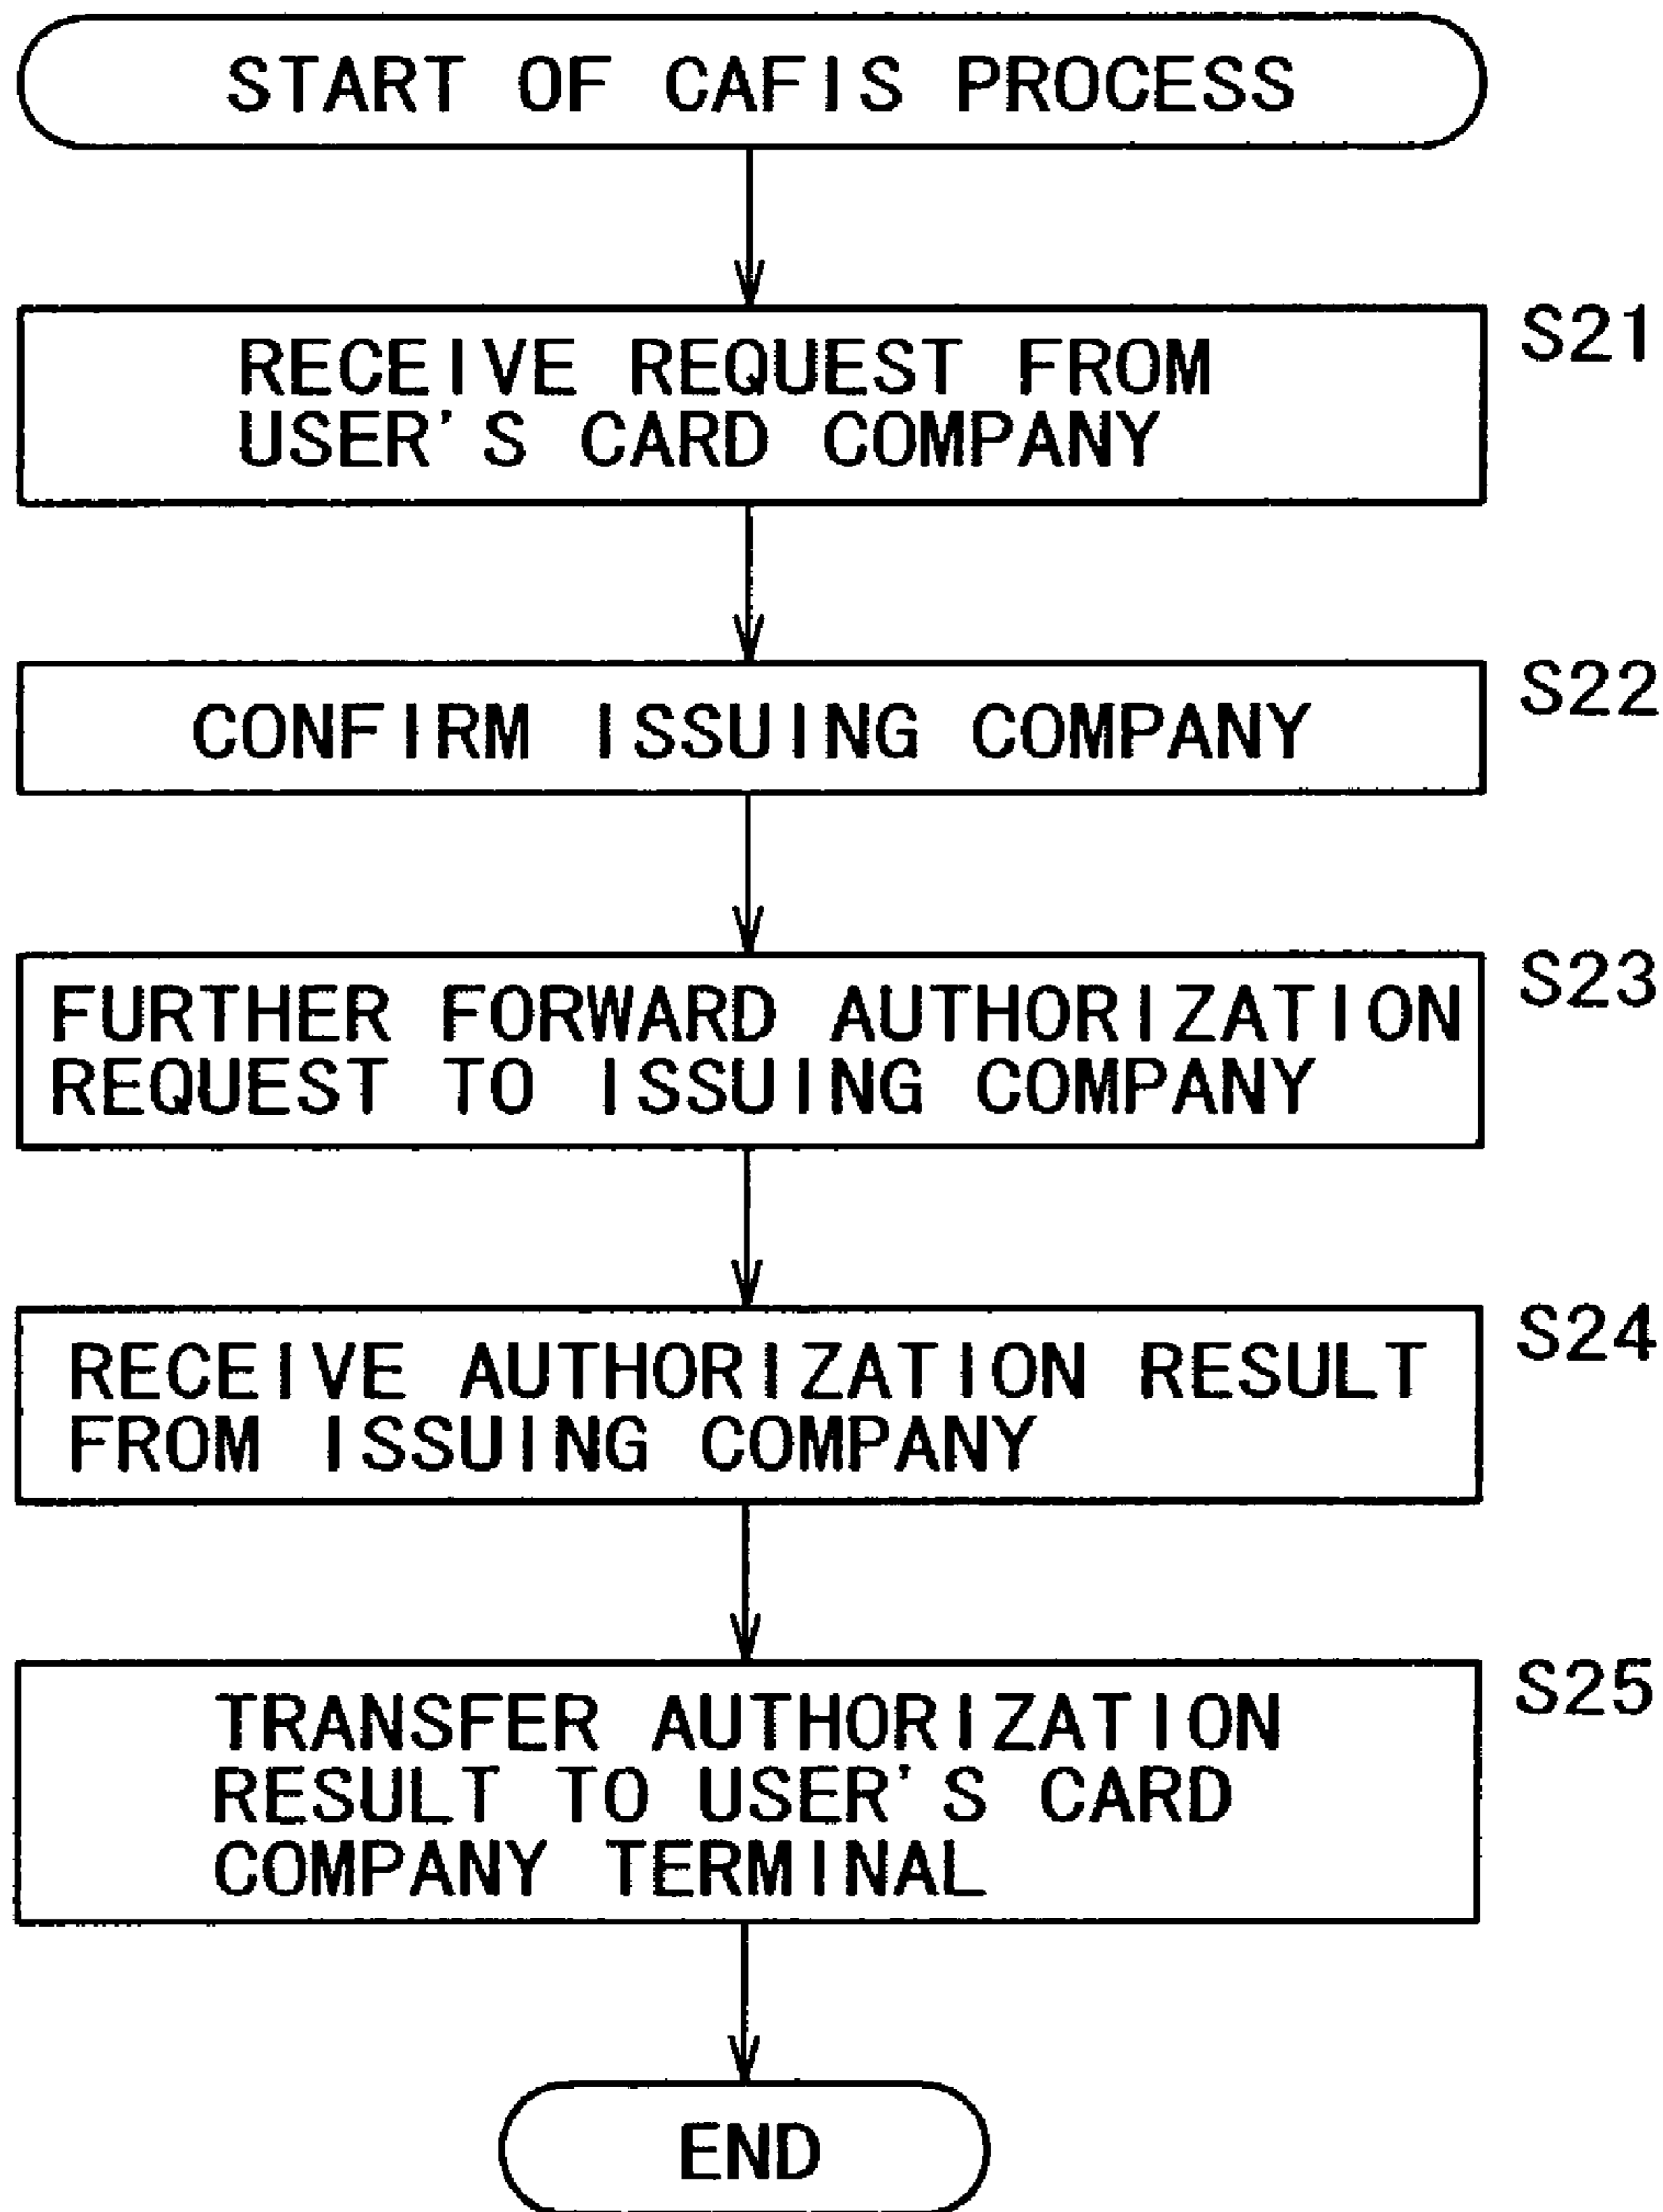 START OF CAFIS PROCESS
S21
RECEIVE REQUEST FROM
USER'S CARD COMPANY
S22
CONFIRM ISSUING COMPANY
S23
FURTHER FORWARD AUTHORIZATION
REQUEST TO ISSUING COMPANY
S24
RECEIVE AUTHORIZATION RESULT
FROM ISSUING COMPANY
S25
TRANSFER AUTHORIZATION
RESULT TO USER'S CARD
COMPANY TERMINAL
END